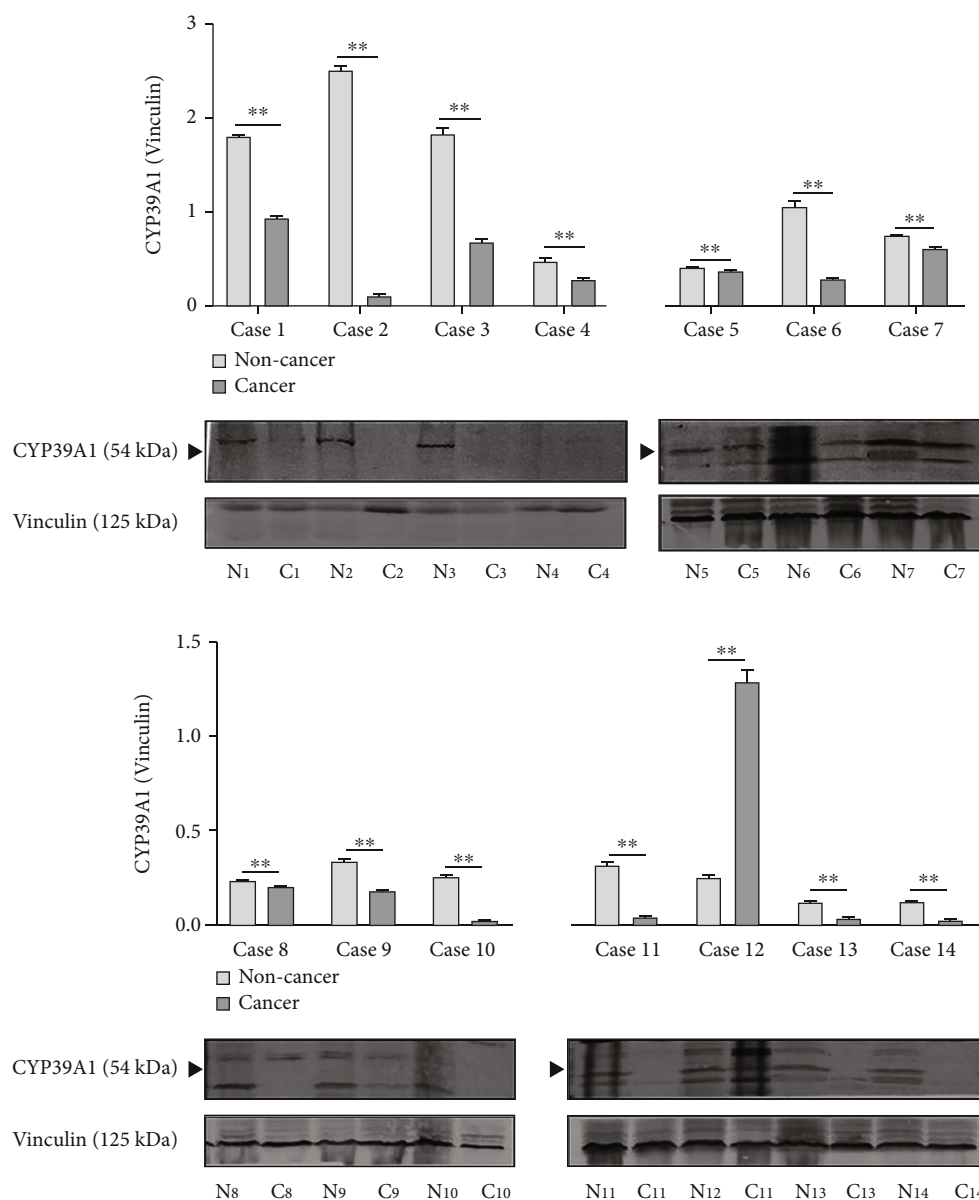 3
2
1
0
CYP39A1 (Vinculin)
** ** ** ** ** ** **
Case 1 Case 2 Case 3 Case 4 Case 5 Case 6 Case 7
Non-cancer
Cancer
CYP39A1 (54 kDa)
Vinculin (125 kDa)
N1 C1 N2 C2 N3 C3 N4 C4 N5 C5 N6 C6 N7 C7
1.5
1.0
0.5
0.0
CYP39A1 (Vinculin)
** ** ** ** ** ** **
Case 8 Case 9 Case 10 Case 11 Case 12 Case 13 Case 14
Non-cancer
Cancer
CYP39A1 (54 kDa)
Vinculin (125 kDa)
N8 C8 N9 C9 N10 C10 N11 C11 N12 C11 N13 C13 N14 C14